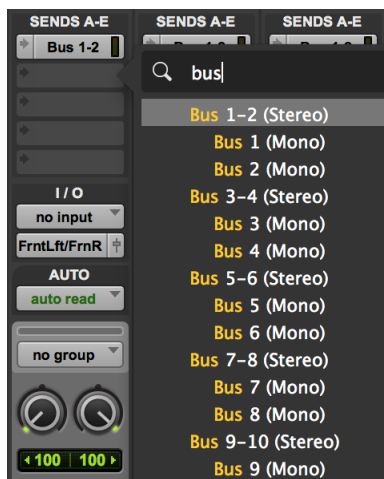 SENDS A-E SENDS A-E SENDS A-E
Bus 1-2
bus
Bus 1-2 (Stereo)
Bus 1 (Mono)
Bus 2 (Mono)
Bus 3-4 (Stereo)
Bus 3 (Mono)
Bus 4 (Mono)
Bus 5-6 (Stereo)
Bus 5 (Mono)
Bus 6 (Mono)
Bus 7-8 (Stereo)
Bus 7 (Mono)
Bus 8 (Mono)
Bus 9-10 (Stereo)
Bus 9 (Mono)
I / O
no input
FrntLft/FrnR
AUTO
auto read
no group
100 100